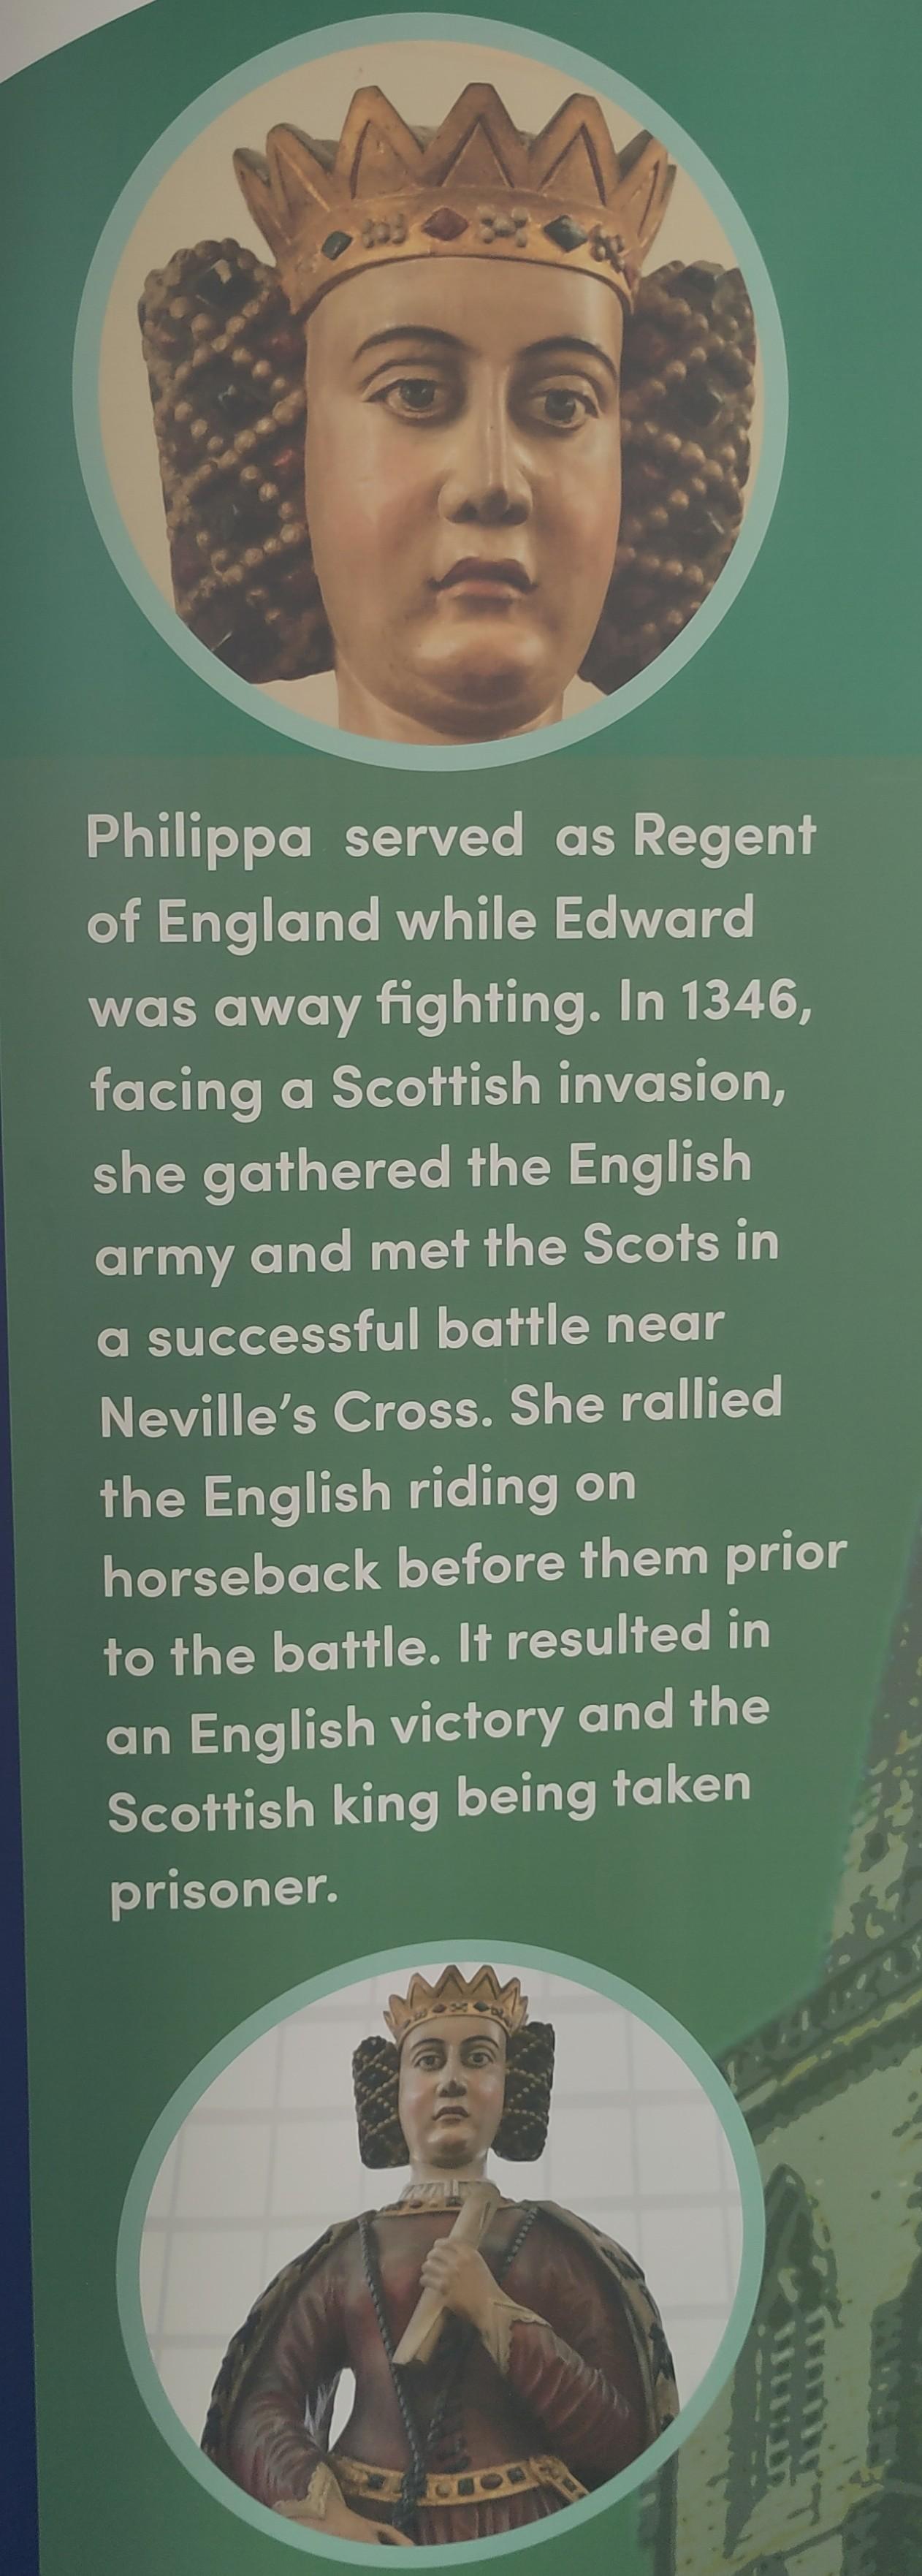 Philippa served as Regent
of England while Edward
was away fighting. In 1346,
facing a Scottish invasion,
she gathered the English
army and met the Scots in
a successful battle near
Neville’s Cross. She rallied
the English riding on
horseback before them prior
to the battle. It resulted in
an English victory and the
Scottish king being taken
prisoner.